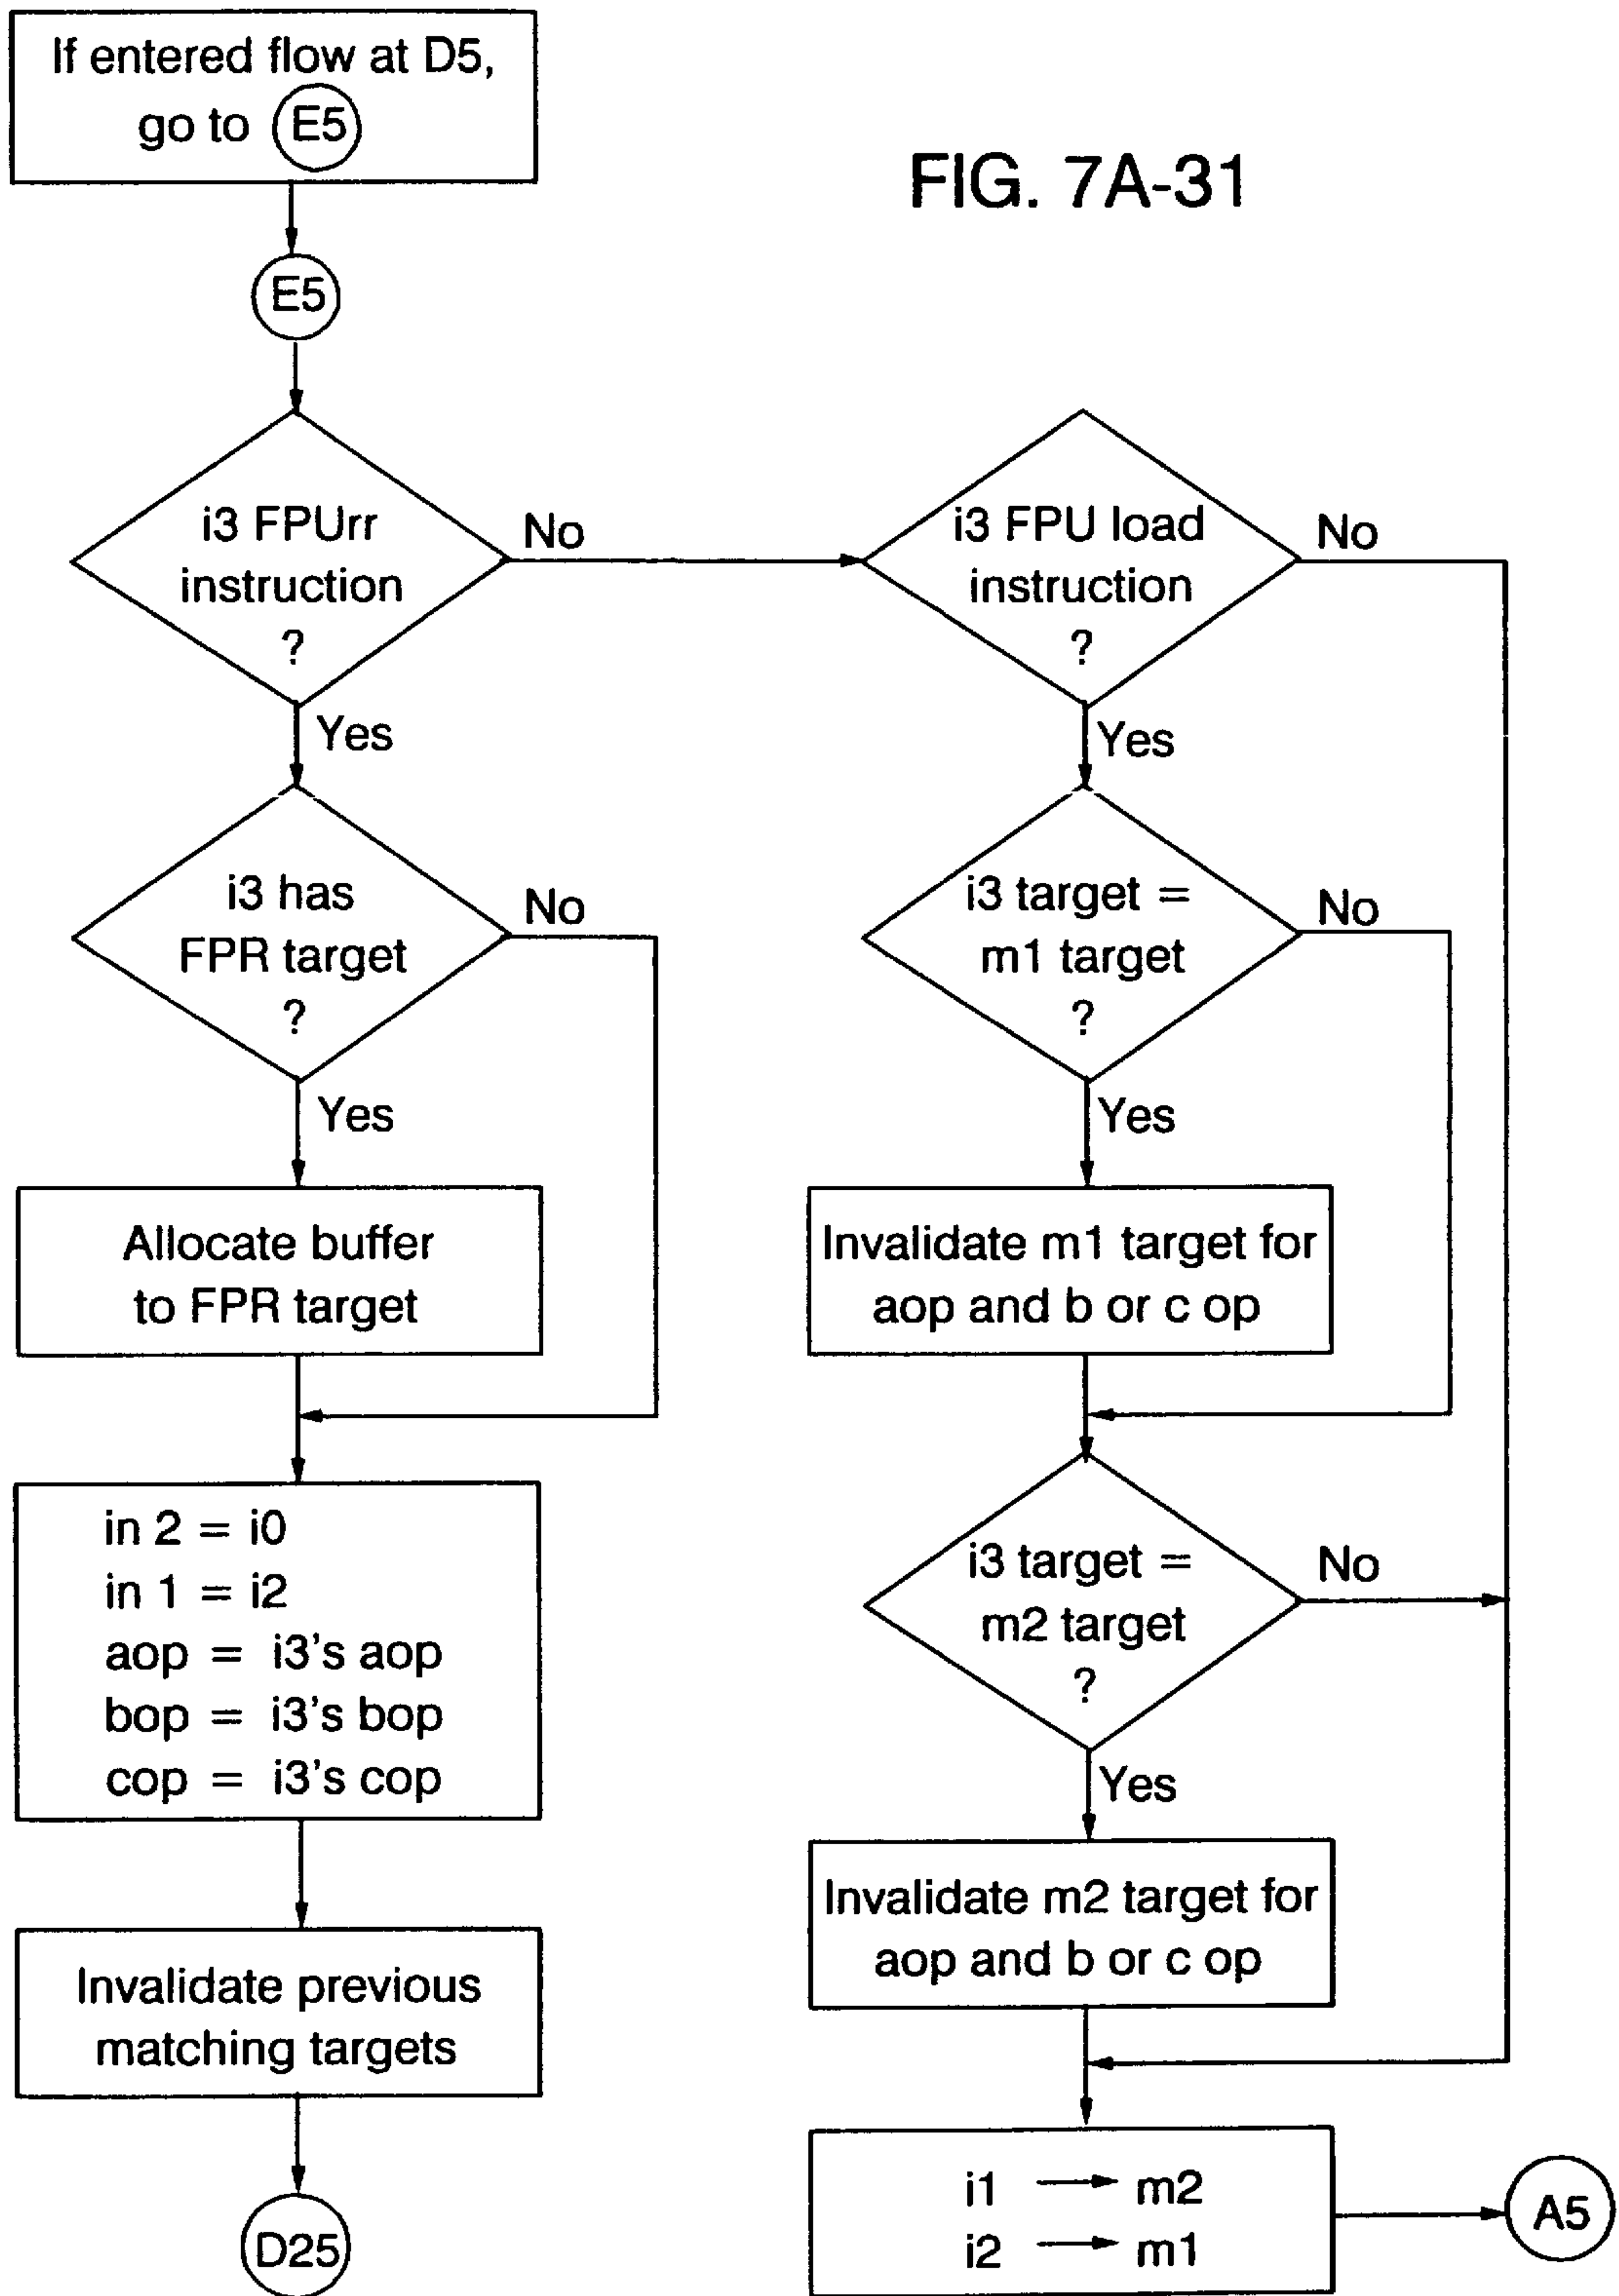 If entered flow at D5,
go to E5
FIG. 7A-31
E5
i3 FPUrr
instruction
?
No
Yes
i3 FPU load
instruction
?
No
Yes
i3 has
FPR target
?
No
Yes
i3 target =
m1 target
?
No
Yes
Allocate buffer
to FPR target
Invalidate m1 target for
aop and b or c op
in 2 = i0
in 1 = i2
aop = i3's aop
bop = i3's bop
cop = i3's cop
i3 target =
m2 target
?
No
Yes
Invalidate previous
matching targets
Invalidate m2 target for
aop and b or c op
D25
i1 → m2
i2 → m1
A5